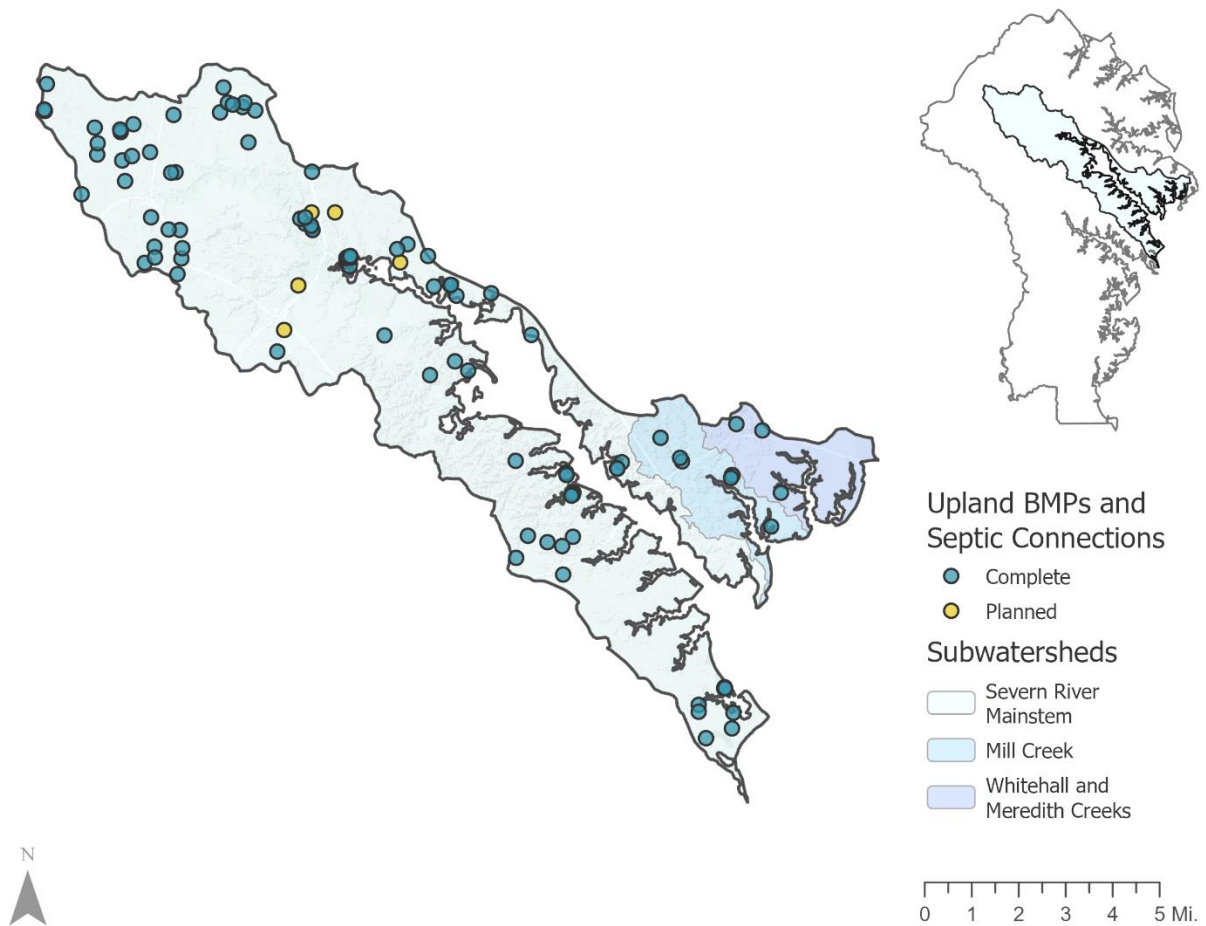 Upland BMPs and
Septic Connections
Complete
Planned
Subwatersheds
Severn River
Mainstem
Mill Creek
Whitehall and
Meredith Creeks
N
0 1 2 3 4 5 Mi.